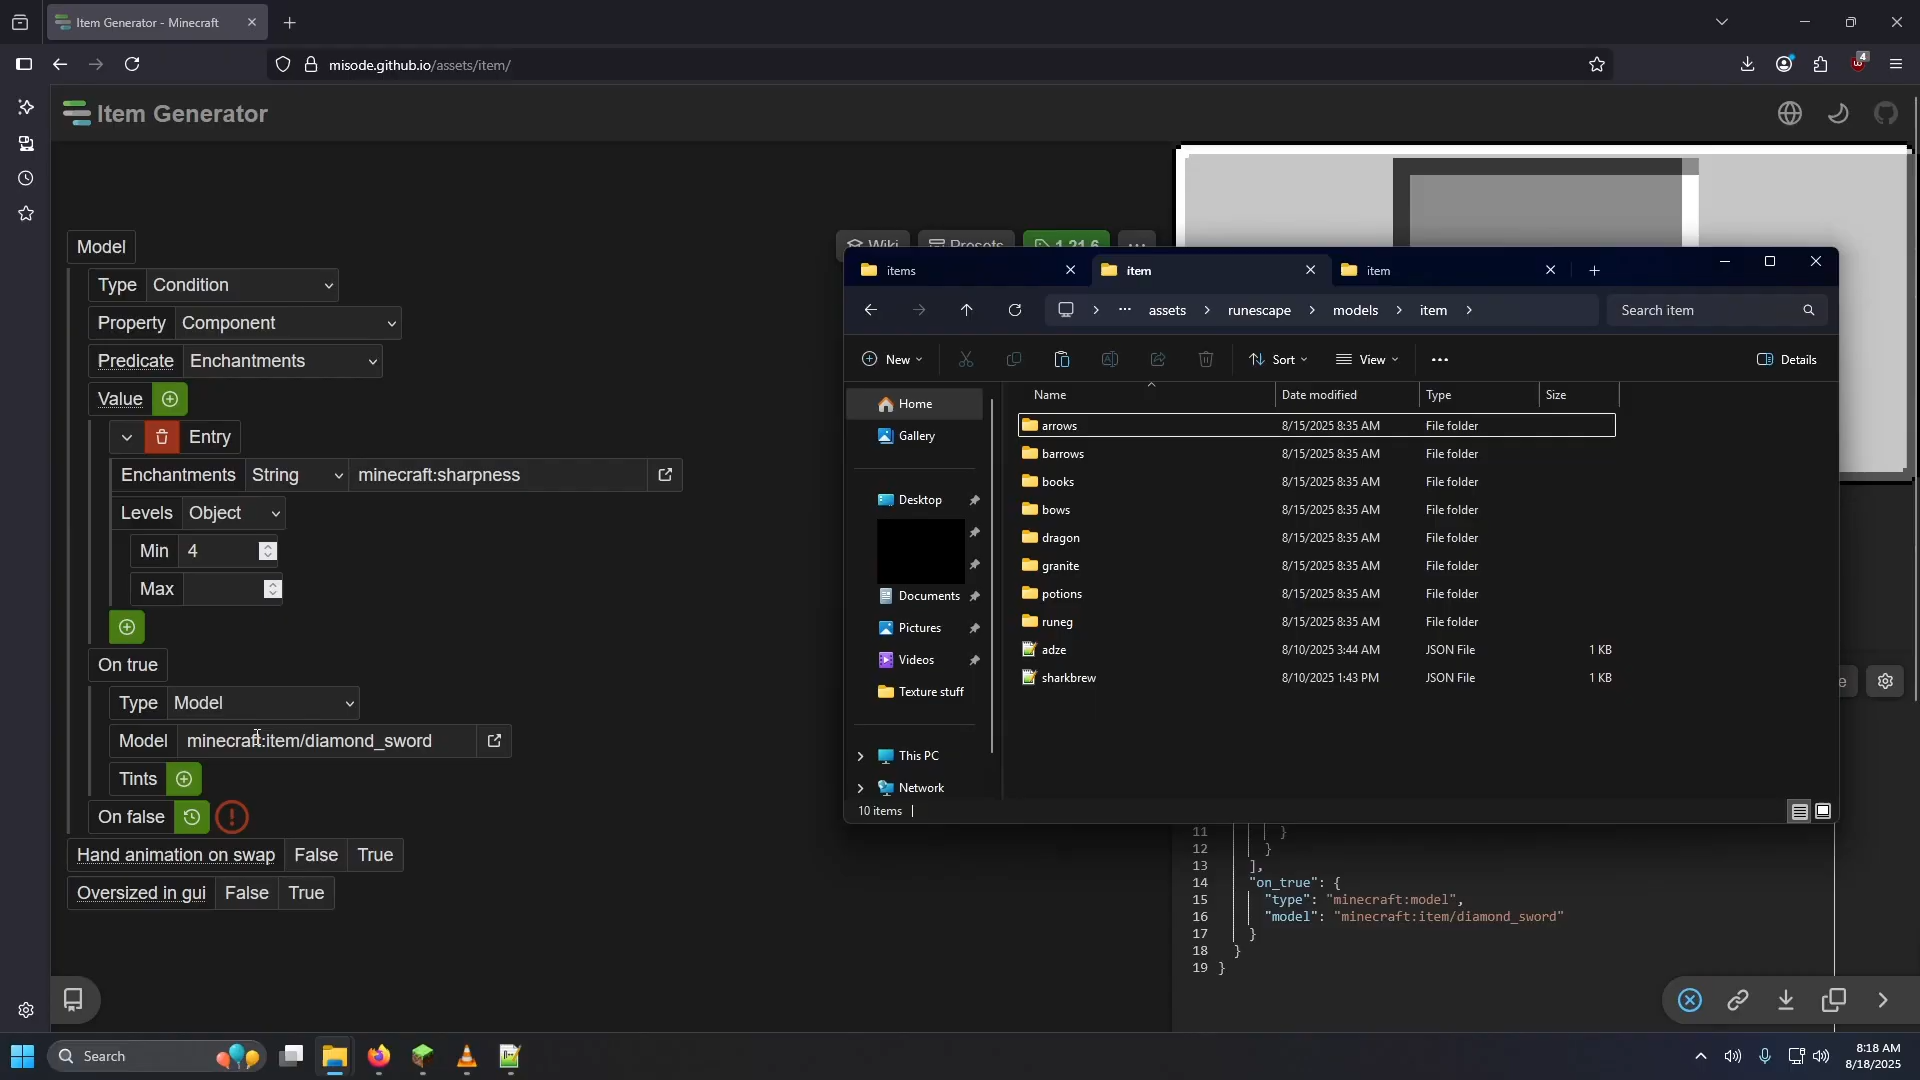 Item Generator - Minecraft
misode.github.io/assets/item/
4
Item Generator
Wiki
Presets
1.21.6
Model
Type Condition
Property Component
Predicate Enchantments
Value
Entry
Enchantments String minecraft:sharpness
Levels Object
Min 4
Max
On true
Type Model
Model minecraft:item/diamond_sword
Tints
On false
Hand animation on swap False True
Oversized in gui False True
items
item
item
assets > runescape > models > item >
Search item
New
Sort
View
Details
Name Date modified Type Size
Home
Gallery
Desktop
Documents
Pictures
Videos
Texture stuff
This PC
Network
arrows 8/15/2025 8:35 AM File folder
barrows 8/15/2025 8:35 AM File folder
books 8/15/2025 8:35 AM File folder
bows 8/15/2025 8:35 AM File folder
dragon 8/15/2025 8:35 AM File folder
granite 8/15/2025 8:35 AM File folder
potions 8/15/2025 8:35 AM File folder
runeg 8/15/2025 8:35 AM File folder
adze 8/10/2025 3:44 AM JSON File 1 KB
sharkbrew 8/10/2025 1:43 PM JSON File 1 KB
10 items
11 }
12 }
13 ],
14 "on_true": {
15 "type": "minecraft:model",
16 "model": "minecraft:item/diamond_sword"
17 }
18 }
19 }
Search
8:18 AM
8/18/2025